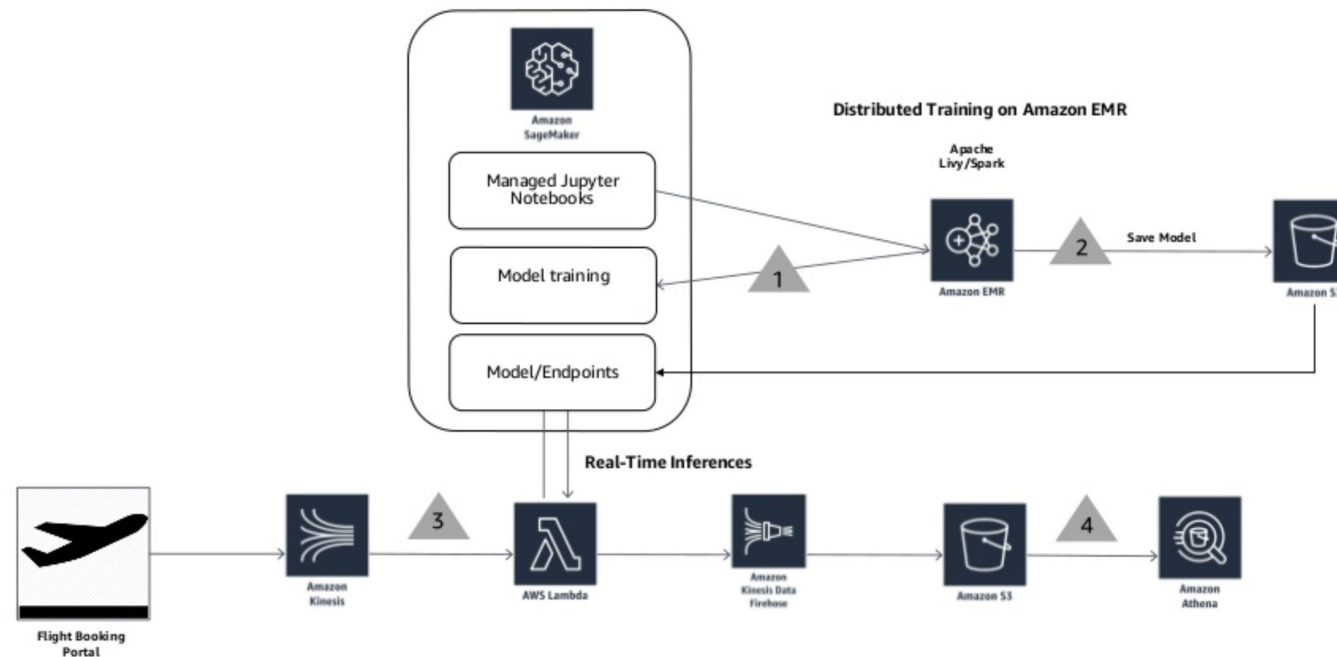 Amazon
SageMaker
Distributed Training on Amazon EMR
Apache
Livy/Spark
Managed Jupyter
Notebooks
Model training
1
2
Save Model
Amazon EMR
Amazon S
Model/Endpoints
Real-Time Inferences
3
4
Amazon
Kinesis
AWS Lambda
Amazon
Kinesis Data
Firehose
Amazon S3
Amazon
Athena
Flight Booking
Portal